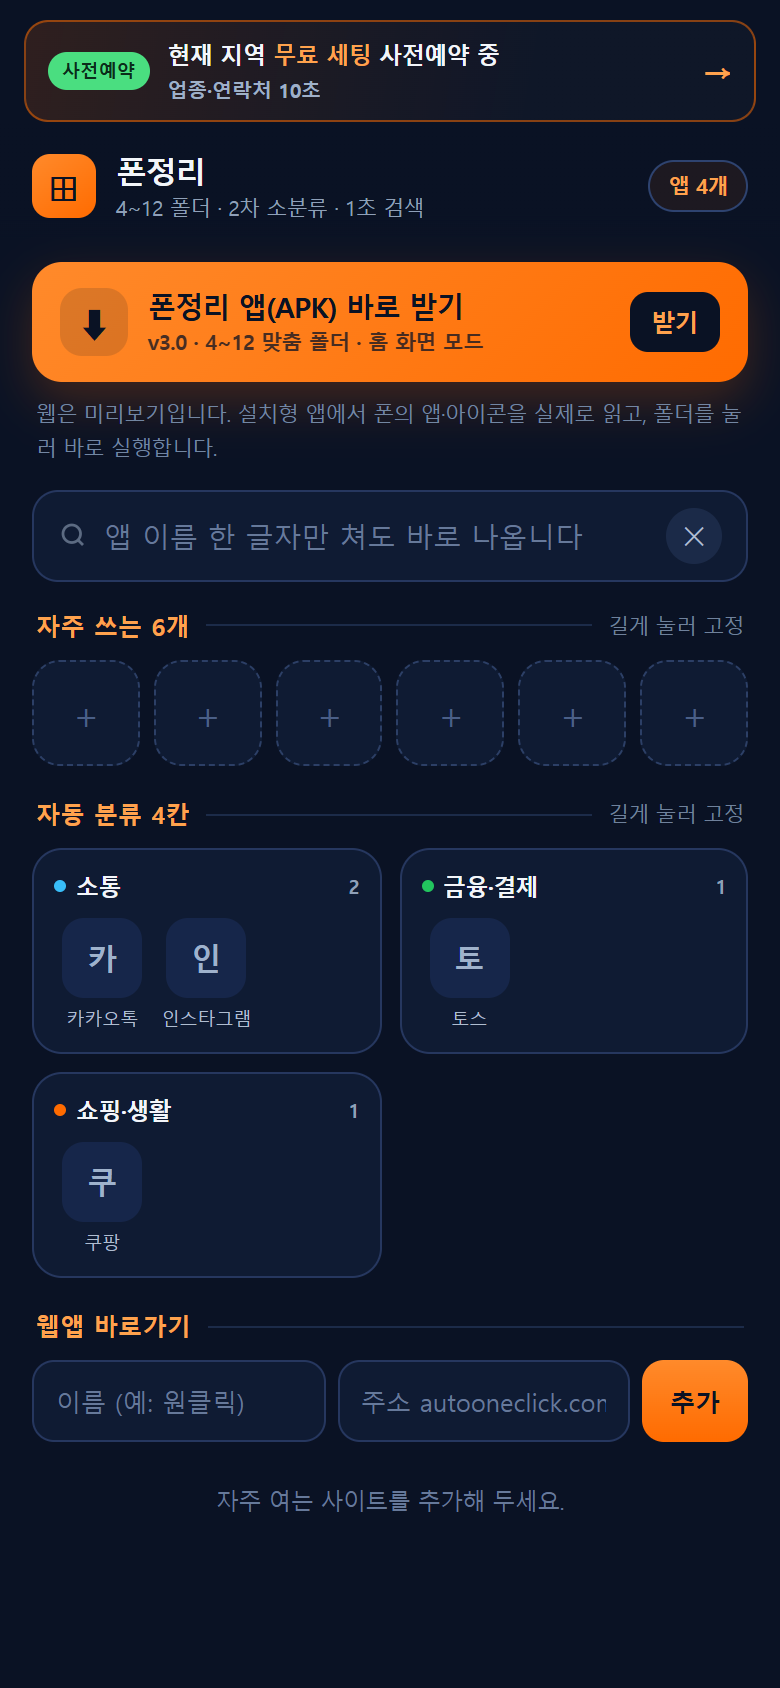 사전예약
현재 지역 무료 세팅 사전예약 중
업종·연락처 10초
→
폰정리
4~12 폴더 · 2차 소분류 · 1초 검색
앱 4개
폰정리 앱(APK) 바로 받기
v3.0 · 4~12 맞춤 폴더 · 홈 화면 모드
받기
웹은 미리보기입니다. 설치형 앱에서 폰의 앱·아이콘을 실제로 읽고, 폴더를 눌
러 바로 실행합니다.
앱 이름 한 글자만 쳐도 바로 나옵니다
자주 쓰는 6개
길게 눌러 고정
+ + + + + +
자동 분류 4칸
길게 눌러 고정
소통 2
카 인
카카오톡 인스타그램
금융·결제 1
토
토스
쇼핑·생활 1
쿠
쿠팡
웹앱 바로가기
이름 (예: 원클릭)
주소 autooneclick.con
추가
자주 여는 사이트를 추가해 두세요.